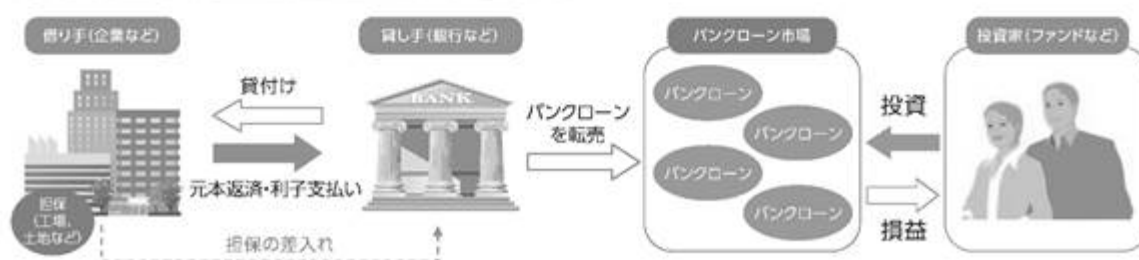 借り手(企業など)
貸し手(銀行など)
バンクローン市場
投資家(ファンドなど)
貸付け
元本返済・利子支払い
担保
(工場、
土地など)
担保の差入れ
BANK
バンクローン
を転売
バンクローン
バンクローン
バンクローン
バンクローン
投資
損益